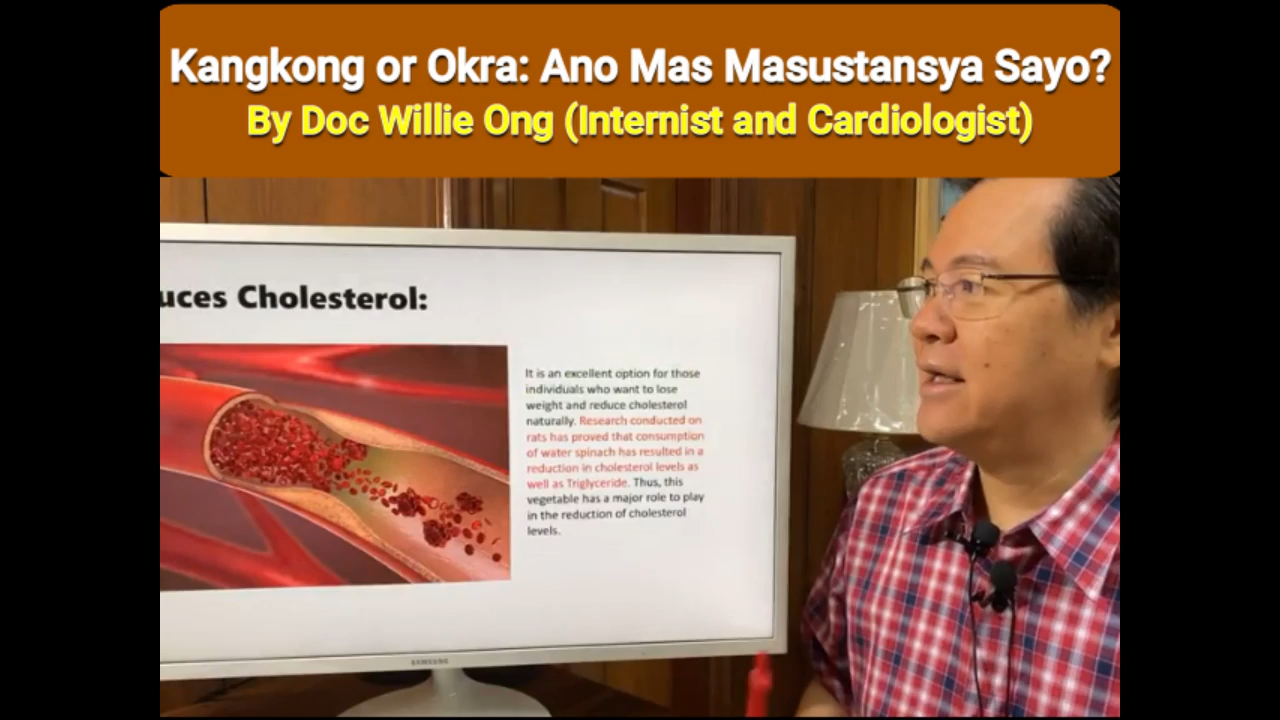 Kangkong or Okra: Ano Mas Masustansya Sayo?
By Doc Willie Ong (Internist and Cardiologist)
uces Cholesterol:
It is an excellent option for those
individuals who want to lose
weight and reduce cholesterol
naturally. Research conducted on
rats has proved that consumption
of water spinach has resulted in a
reduction in cholesterol levels as
well as Triglyceride. Thus, this
vegetable has a major role to play
in the reduction of cholesterol
levels.
SAMSUNG